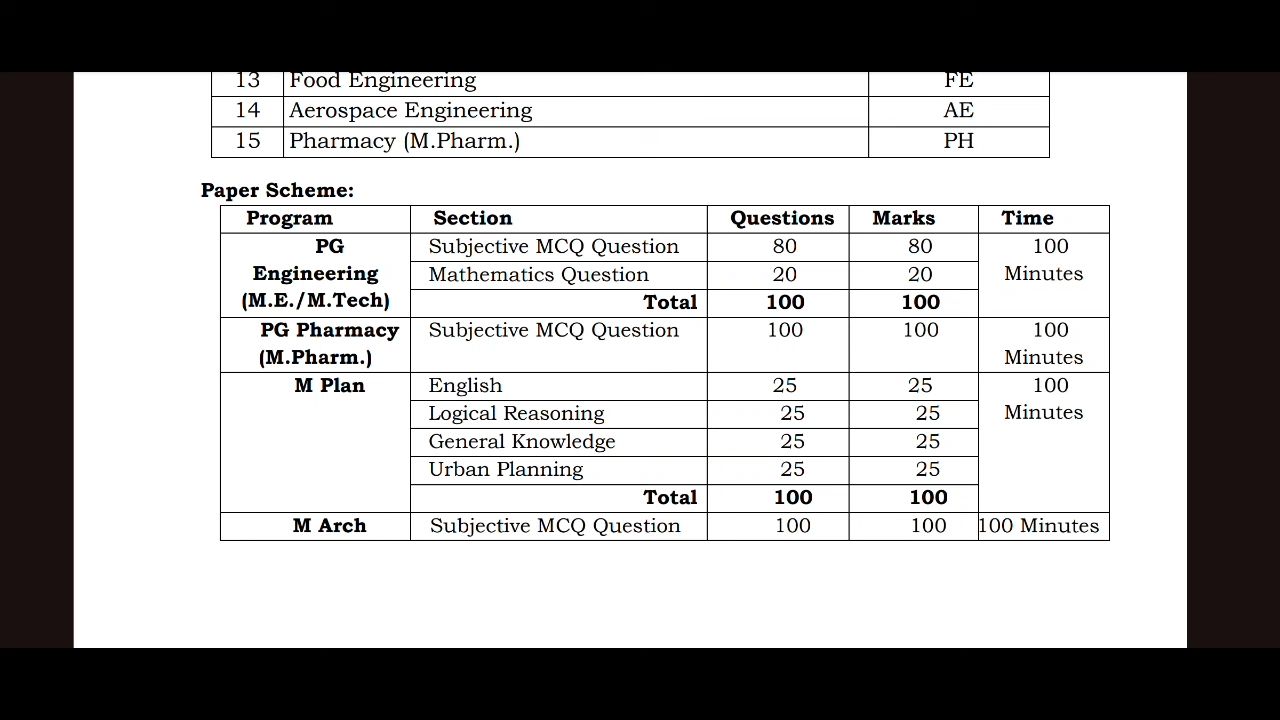 13 Food Engineering FE
14 Aerospace Engineering AE
15 Pharmacy (M.Pharm.) PH
Paper Scheme:
Program Section Questions Marks Time
PG Subjective MCQ Question 80 80 100
Engineering Mathematics Question 20 20 Minutes
(M.E./M.Tech) Total 100 100
PG Pharmacy Subjective MCQ Question 100 100 100
(M.Pharm.) Minutes
M Plan English 25 25 100
Logical Reasoning 25 25 Minutes
General Knowledge 25 25
Urban Planning 25 25
Total 100 100
M Arch Subjective MCQ Question 100 100 100 Minutes